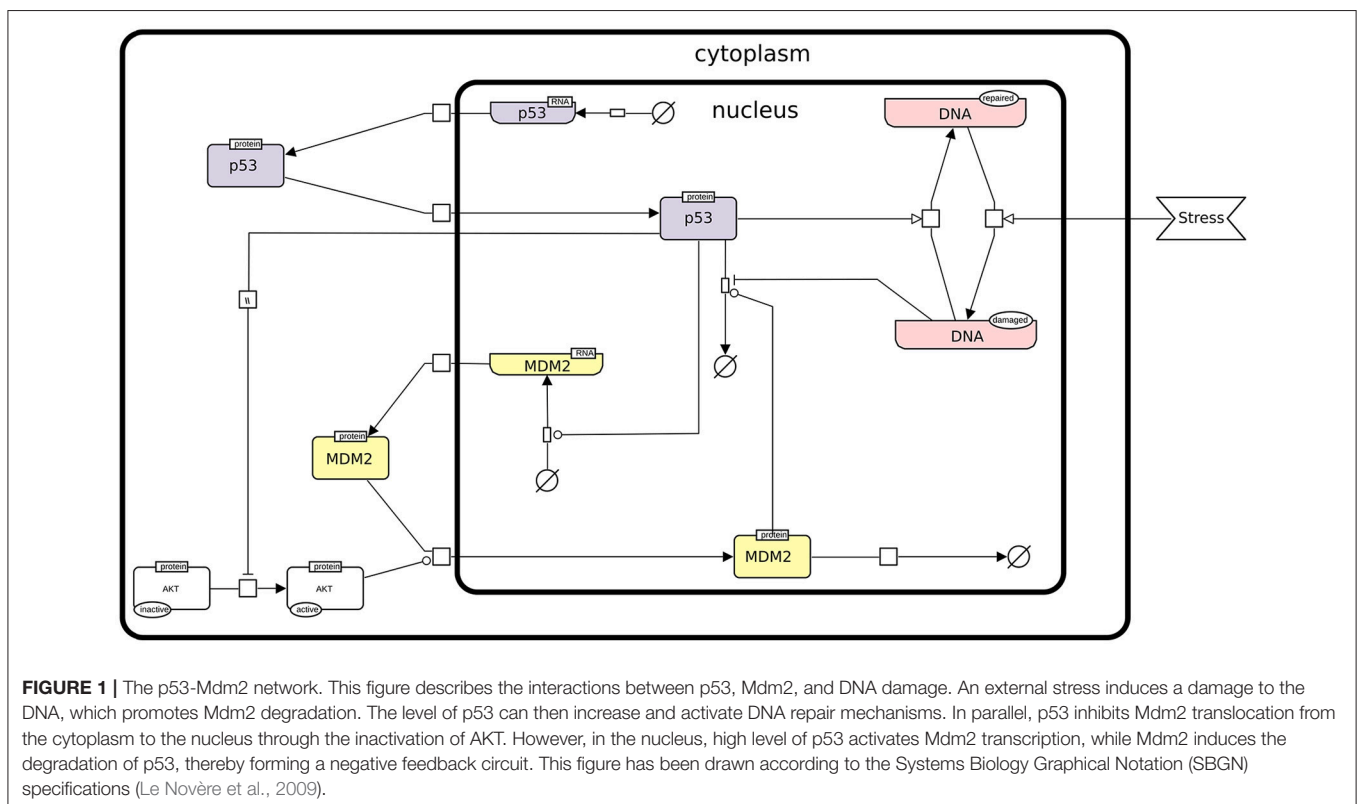 cytoplasm
nucleus
RNA
p53
repaired
DNA
protein
p53
protein
p53
Stress
\\
damaged
DNA
RNA
MDM2
protein
MDM2
protein
MDM2
protein
AKT
inactive
protein
AKT
active
FIGURE 1 | The p53-Mdm2 network. This figure describes the interactions between p53, Mdm2, and DNA damage. An external stress induces a damage to the
DNA, which promotes Mdm2 degradation. The level of p53 can then increase and activate DNA repair mechanisms. In parallel, p53 inhibits Mdm2 translocation from
the cytoplasm to the nucleus through the inactivation of AKT. However, in the nucleus, high level of p53 activates Mdm2 transcription, while Mdm2 induces the
degradation of p53, thereby forming a negative feedback circuit. This figure has been drawn according to the Systems Biology Graphical Notation (SBGN)
specifications (Le Novère et al., 2009).